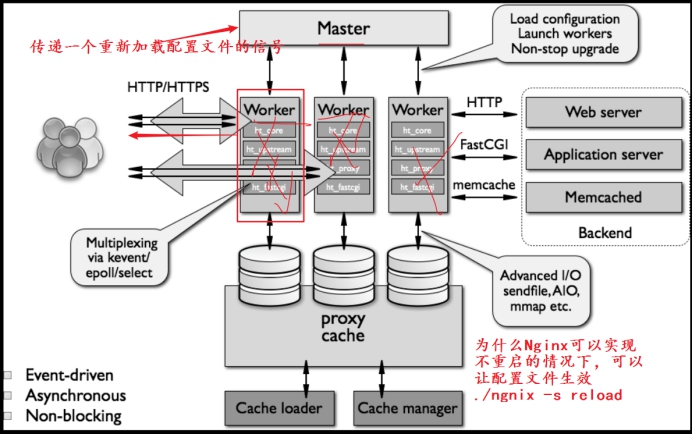 Master
Load configuration
Launch workers
Non-stop upgrade
传递一个重新加载配置文件的信号
HTTP/HTTPS
Worker
ht_core
ht_upstream
ht_fastcgi
Worker
ht_core
ht_upstream
_proxy
ht_fastcgi
Worker
ht_core
ht_upstream
ht_proxy
ht_fastcgi
HTTP
FastCGI
memcache
Web server
Application server
Memcached
Backend
Multiplexing
via kevent/
epoll/select
Advanced I/O
sendfile, AIO,
mmap etc.
proxy
cache
为什么Nginx可以实现
不重启的情况下，可以
让配置文件生效
./ngnix -s reload
Event-driven
Asynchronous
Non-blocking
Cache loader
Cache manager